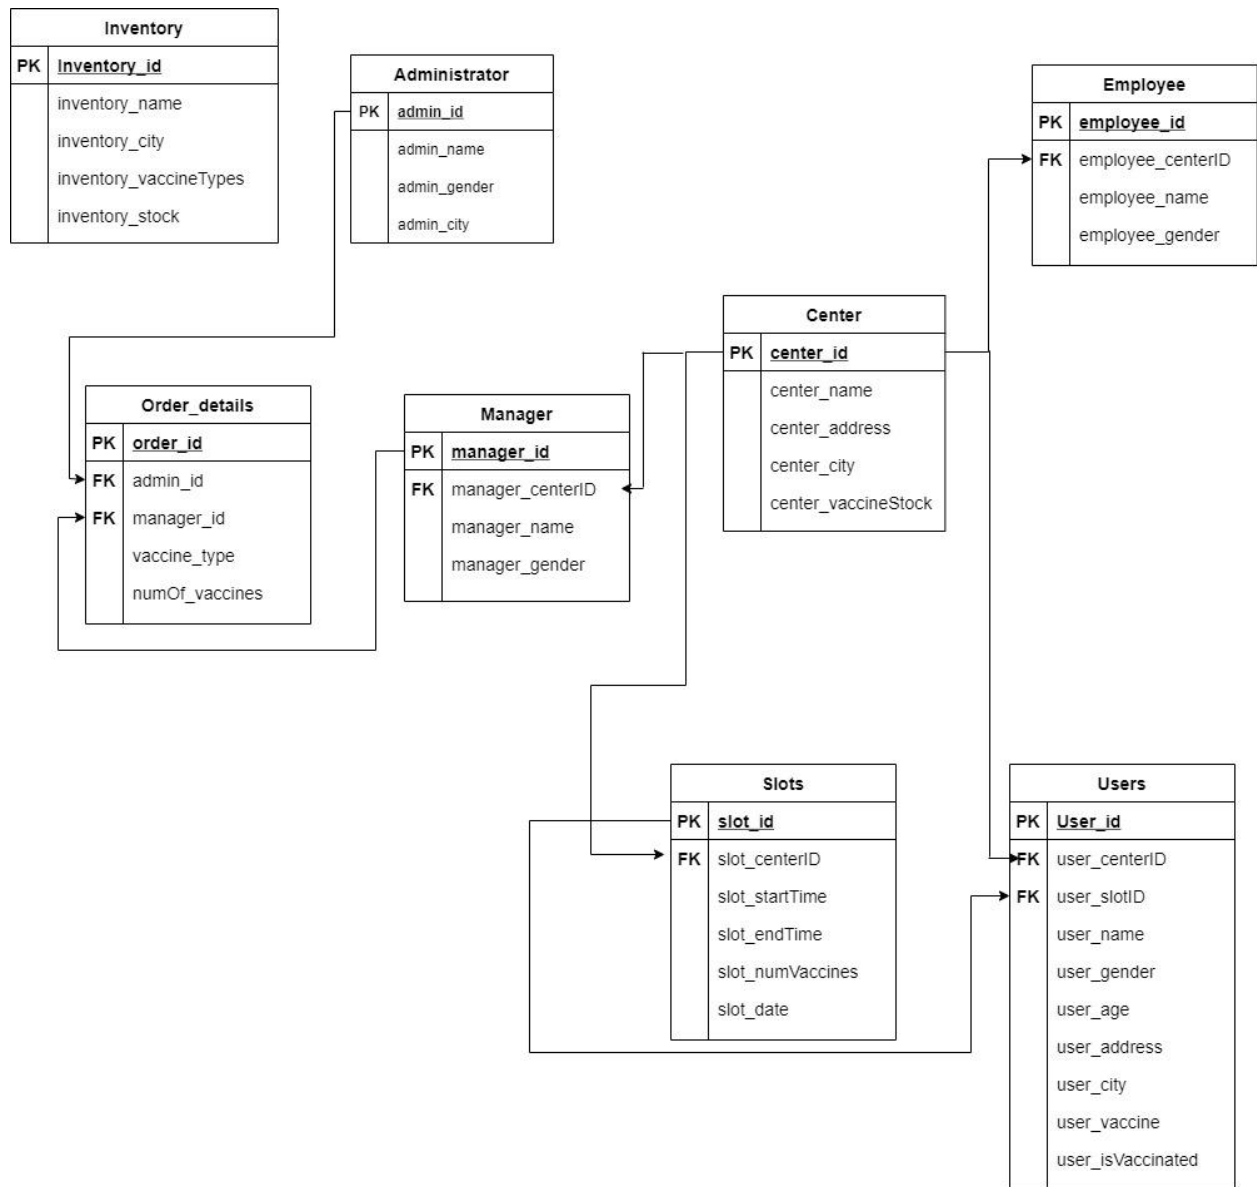 Inventory
PK Inventory_id
inventory_name
inventory_city
inventory_vaccineTypes
inventory_stock
Administrator
PK admin_id
admin_name
admin_gender
admin_city
Employee
PK employee_id
FK employee_centerID
employee_name
employee_gender
Center
PK center_id
center_name
center_address
center_city
center_vaccineStock
Order_details
PK order_id
FK admin_id
FK manager_id
vaccine_type
numOf_vaccines
Manager
PK manager_id
FK manager_centerID
manager_name
manager_gender
Slots
PK slot_id
FK slot_centerID
slot_startTime
slot_endTime
slot_numVaccines
slot_date
Users
PK User_id
FK user_centerID
FK user_slotID
user_name
user_gender
user_age
user_address
user_city
user_vaccine
user_isVaccinated